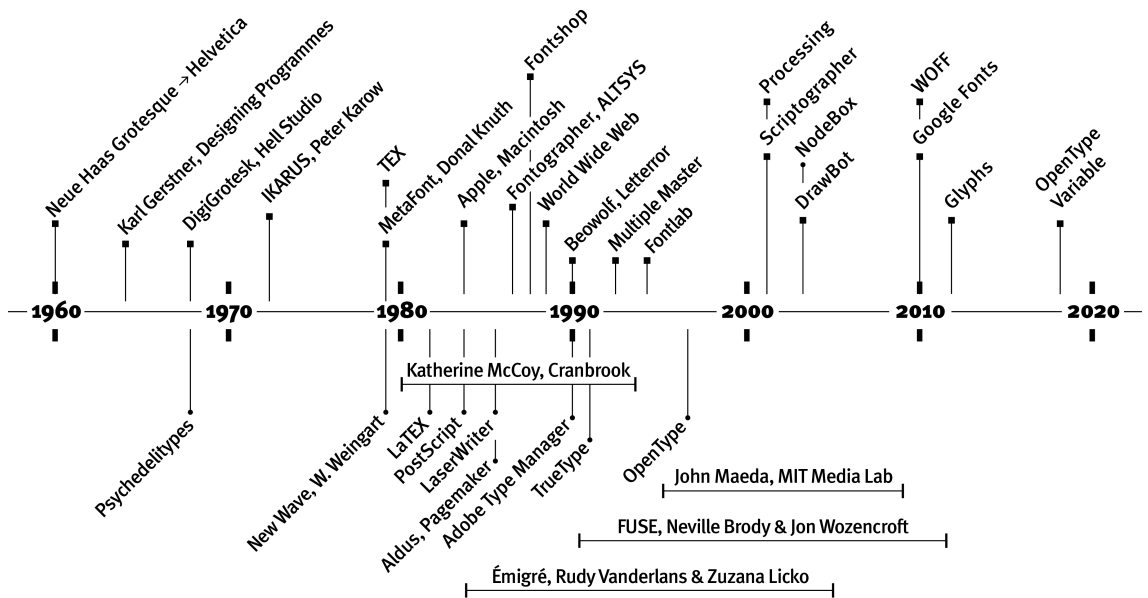 Neue Haas Grotesque → Helvetica
Karl Gerstner, Designing Programmes
DigiGrotesk, Hell Studio
IKARUS, Peter Karow
TEX
MetaFont, Donal Knuth
Apple, Macintosh
Fontographer, ALTSYS
Fontshop
World Wide Web
Beowolf, Letterror
Multiple Master
Fontlab
Processing
Scriptographer
NodeBox
DrawBot
WOFF
Google Fonts
Glyphs
OpenType
Variable
1960
1970
1980
1990
2000
2010
2020
Katherine McCoy, Cranbrook
Psychedelitypes
New Wave, W. Weingart
LaTEX
PostScript
LaserWriter
Aldus, Pagemaker
Adobe Type Manager
TrueType
OpenType
John Maeda, MIT Media Lab
FUSE, Neville Brody & Jon Wozencroft
Émigré, Rudy Vanderlans & Zuzana Licko